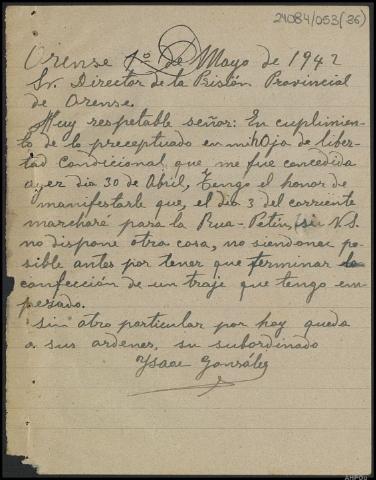 24084/053(36)
Orense 1º de Mayo de 1942
Sr. Director de la Prisión Provincial
de Orense.
Muy respetable señor: En cuplimien
to de lo preceptuado en mi hoja de liber-
tad condicional que me fue concedida
ayer dia 30 de Abril, Tengo el honor de
manifestarle que, el dia 3 del corriente
marcharé para la Rua-Petin, si V.S.
no dispone otra cosa, no siendome po-
sible antes por tener que terminar la
confección de un traje que tengo em-
pezado.
Sin otro particular por hoy queda
a sus ordenes, su subordinado
Ysaac González
AHPOu